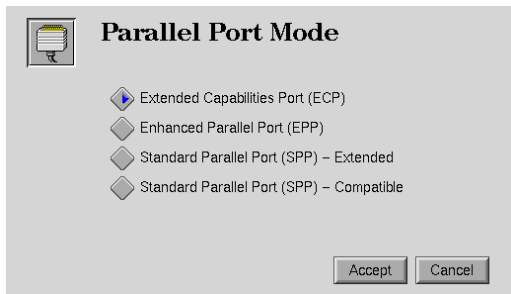 Parallel Port Mode
Extended Capabilities Port (ECP)
Enhanced Parallel Port (EPP)
Standard Parallel Port (SPP) – Extended
Standard Parallel Port (SPP) – Compatible
Accept Cancel